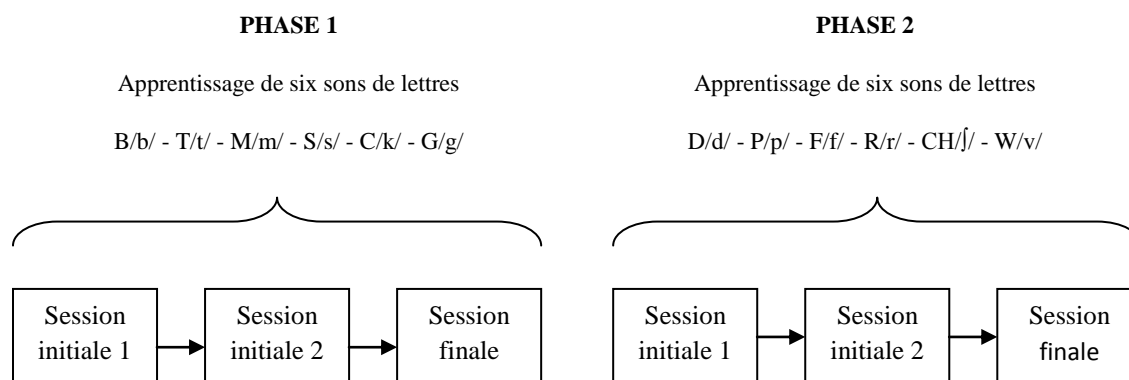 PHASE 1
Apprentissage de six sons de lettres
B/b/ - T/t/ - M/m/ - S/s/ - C/k/ - G/g/
Session
initiale 1
Session
initiale 2
Session
finale
PHASE 2
Apprentissage de six sons de lettres
D/d/ - P/p/ - F/f/ - R/r/ - CH/ʃ/ - W/v/
Session
initiale 1
Session
initiale 2
Session
finale